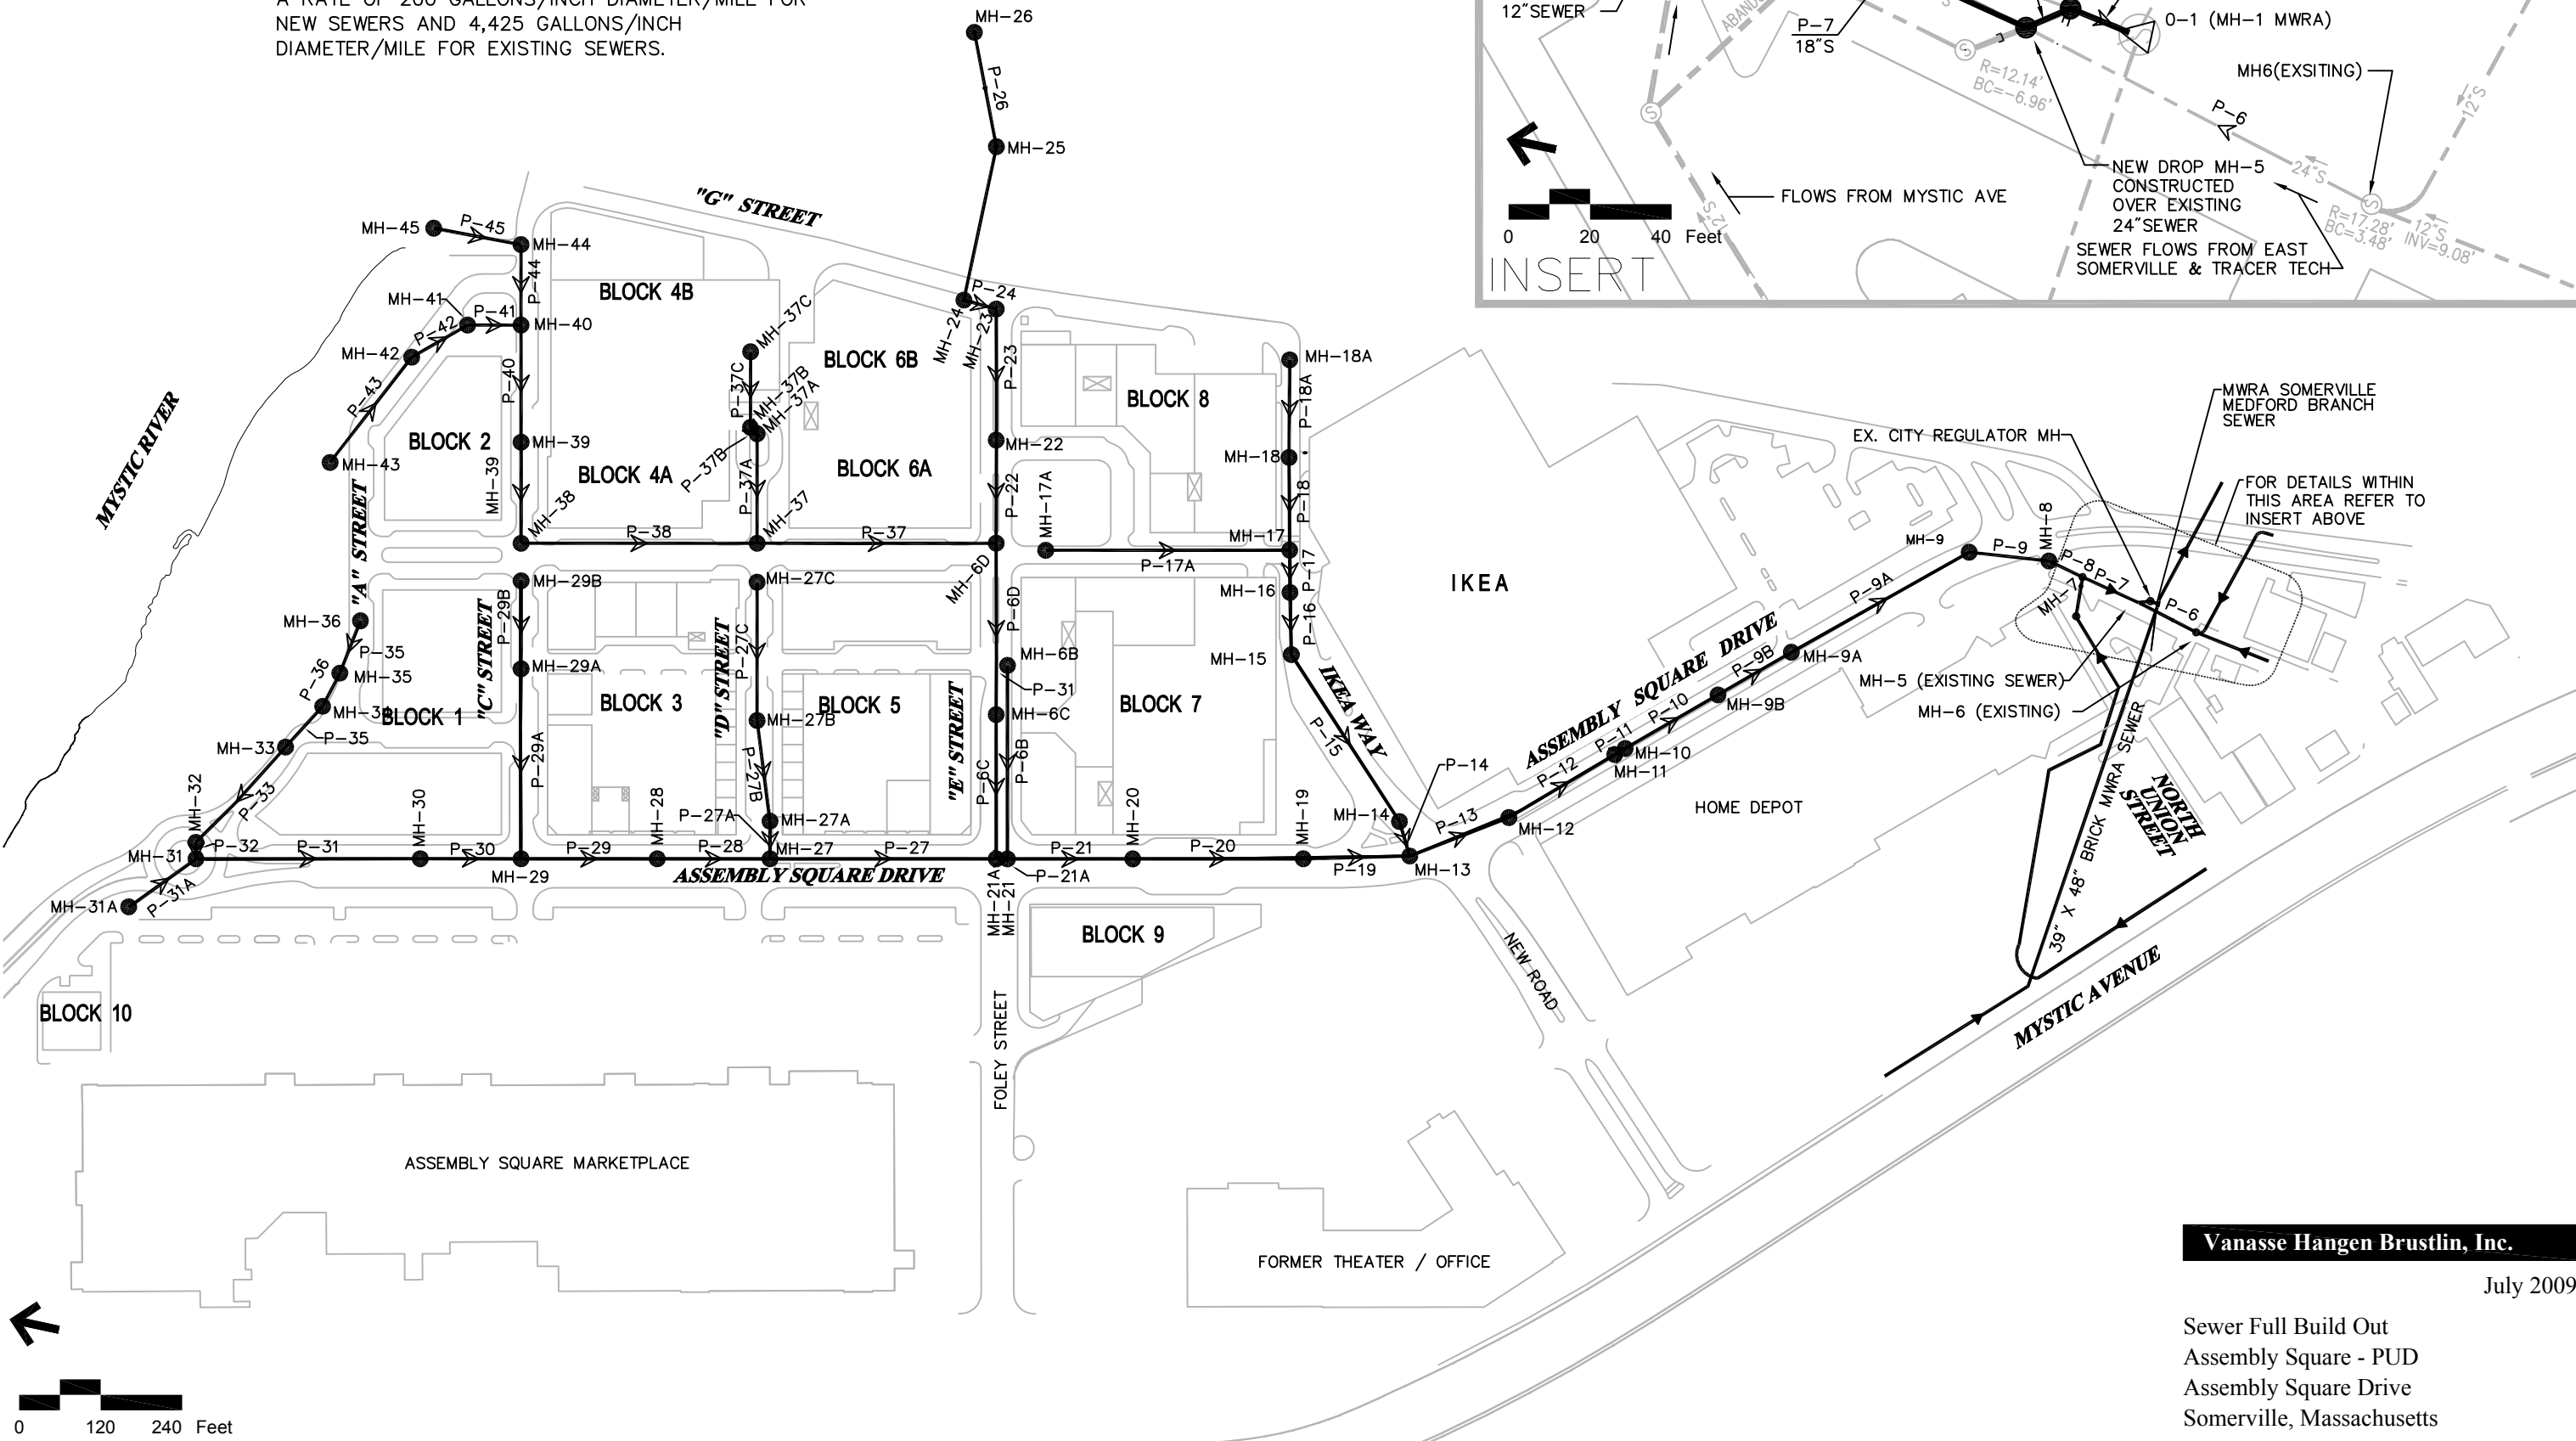 A RATE OF 200 GALLONS/INCH DIAMETER/MILE FOR
NEW SEWERS AND 4,425 GALLONS/INCH
DIAMETER/MILE FOR EXISTING SEWERS.
12"SEWER
P-7
18"S
ABAND
S
O-1 (MH-1 MWRA)
MH6(EXSITING)
R=12.14'
BC=-6.96'
P-6
12"S
24"S
NEW DROP MH-5
CONSTRUCTED
OVER EXISTING
24"SEWER
FLOWS FROM MYSTIC AVE
12"S
R=17.28'
BC=3.48'
12"S
INV=9.08'
SEWER FLOWS FROM EAST
SOMERVILLE & TRACER TECH
0 20 40 Feet
INSERT
MH-26
P-26
MH-25
"G" STREET
MH-45
P-45
MH-44
P-44
BLOCK 4B
MH-41
P-41
MH-40
P-42
MH-42
P-43
MH-43
P-40
BLOCK 2
MH-39
MH-39
MH-38
BLOCK 4A
MH-37C
P-37C
MH-37B
MH-37A
P-37B
P-37A
MH-37
BLOCK 6B
BLOCK 6A
MH-24
P-24
MH-23
P-23
MH-22
P-22
BLOCK 8
MH-18A
P-18A
MH-18
P-18
MH-17A
MH-17
P-17
P-17A
P-38
P-37
MH-6D
MH-16
P-16
MH-15
MYSTIC RIVER
"A" STREET
MH-36
P-35
MH-35
P-36
MH-34
BLOCK 1
P-35
MH-33
P-33
MH-32
P-32
MH-31
P-31
MH-31A
P-31A
MH-30
P-30
MH-29B
P-29B
"C" STREET
MH-29A
P-29A
MH-29
P-29
BLOCK 3
MH-28
P-28
MH-27C
P-27C
"D" STREET
MH-27B
P-27B
P-27A
MH-27A
MH-27
P-27
BLOCK 5
"E" STREET
P-6D
MH-6B
P-31
MH-6C
P-6C
P-6B
BLOCK 7
MH-21A
MH-21
P-21
P-21A
MH-20
P-20
MH-19
P-19
MH-13
P-15
IKEA WAY
MH-14
P-14
P-13
MH-12
P-12
P-11
MH-11
MH-10
P-10
MH-9B
P-9B
MH-9A
P-9A
MH-9
P-9
MH-8
P-8
P-7
MH-7
P-6
IKEA
ASSEMBLY SQUARE DRIVE
ASSEMBLY SQUARE DRIVE
HOME DEPOT
MWRA SOMERVILLE
MEDFORD BRANCH
SEWER
EX. CITY REGULATOR MH
FOR DETAILS WITHIN
THIS AREA REFER TO
INSERT ABOVE
MH-5 (EXISTING SEWER)
MH-6 (EXISTING)
39" X 48" BRICK MWRA SEWER
NORTH
UNION
STREET
MYSTIC AVENUE
NEW ROAD
BLOCK 9
BLOCK 10
FOLEY STREET
ASSEMBLY SQUARE MARKETPLACE
FORMER THEATER / OFFICE
0 120 240 Feet
Vanasse Hangen Brustlin, Inc.
July 2009
Sewer Full Build Out
Assembly Square - PUD
Assembly Square Drive
Somerville, Massachusetts